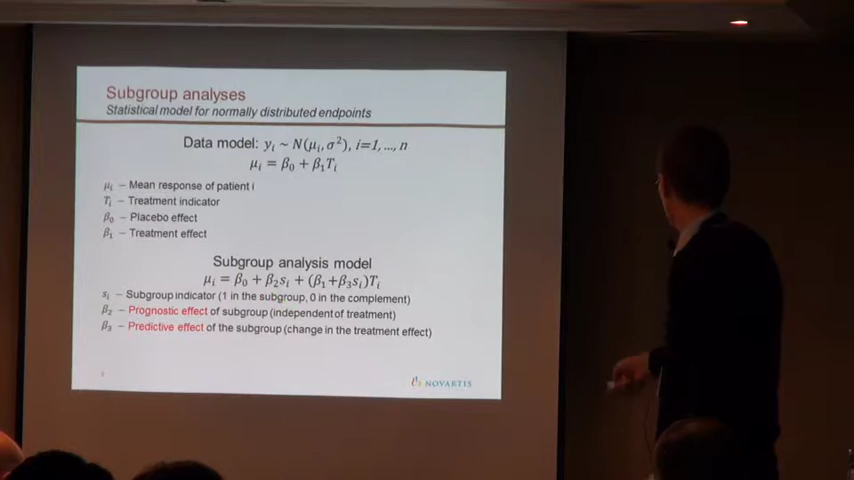 Subgroup analyses
Statistical model for normally distributed endpoints
Data model: yᵢ ~ N(μᵢ, σ²), i=1, ..., n
μᵢ = β₀ + β₁Tᵢ
μᵢ – Mean response of patient i
Tᵢ – Treatment indicator
β₀ – Placebo effect
β₁ – Treatment effect
Subgroup analysis model
μᵢ = β₀ + β₂sᵢ + (β₁+β₃sᵢ)Tᵢ
sᵢ – Subgroup indicator (1 in the subgroup, 0 in the complement)
β₂ – Prognostic effect of subgroup (independent of treatment)
β₃ – Predictive effect of the subgroup (change in the treatment effect)
NOVARTIS